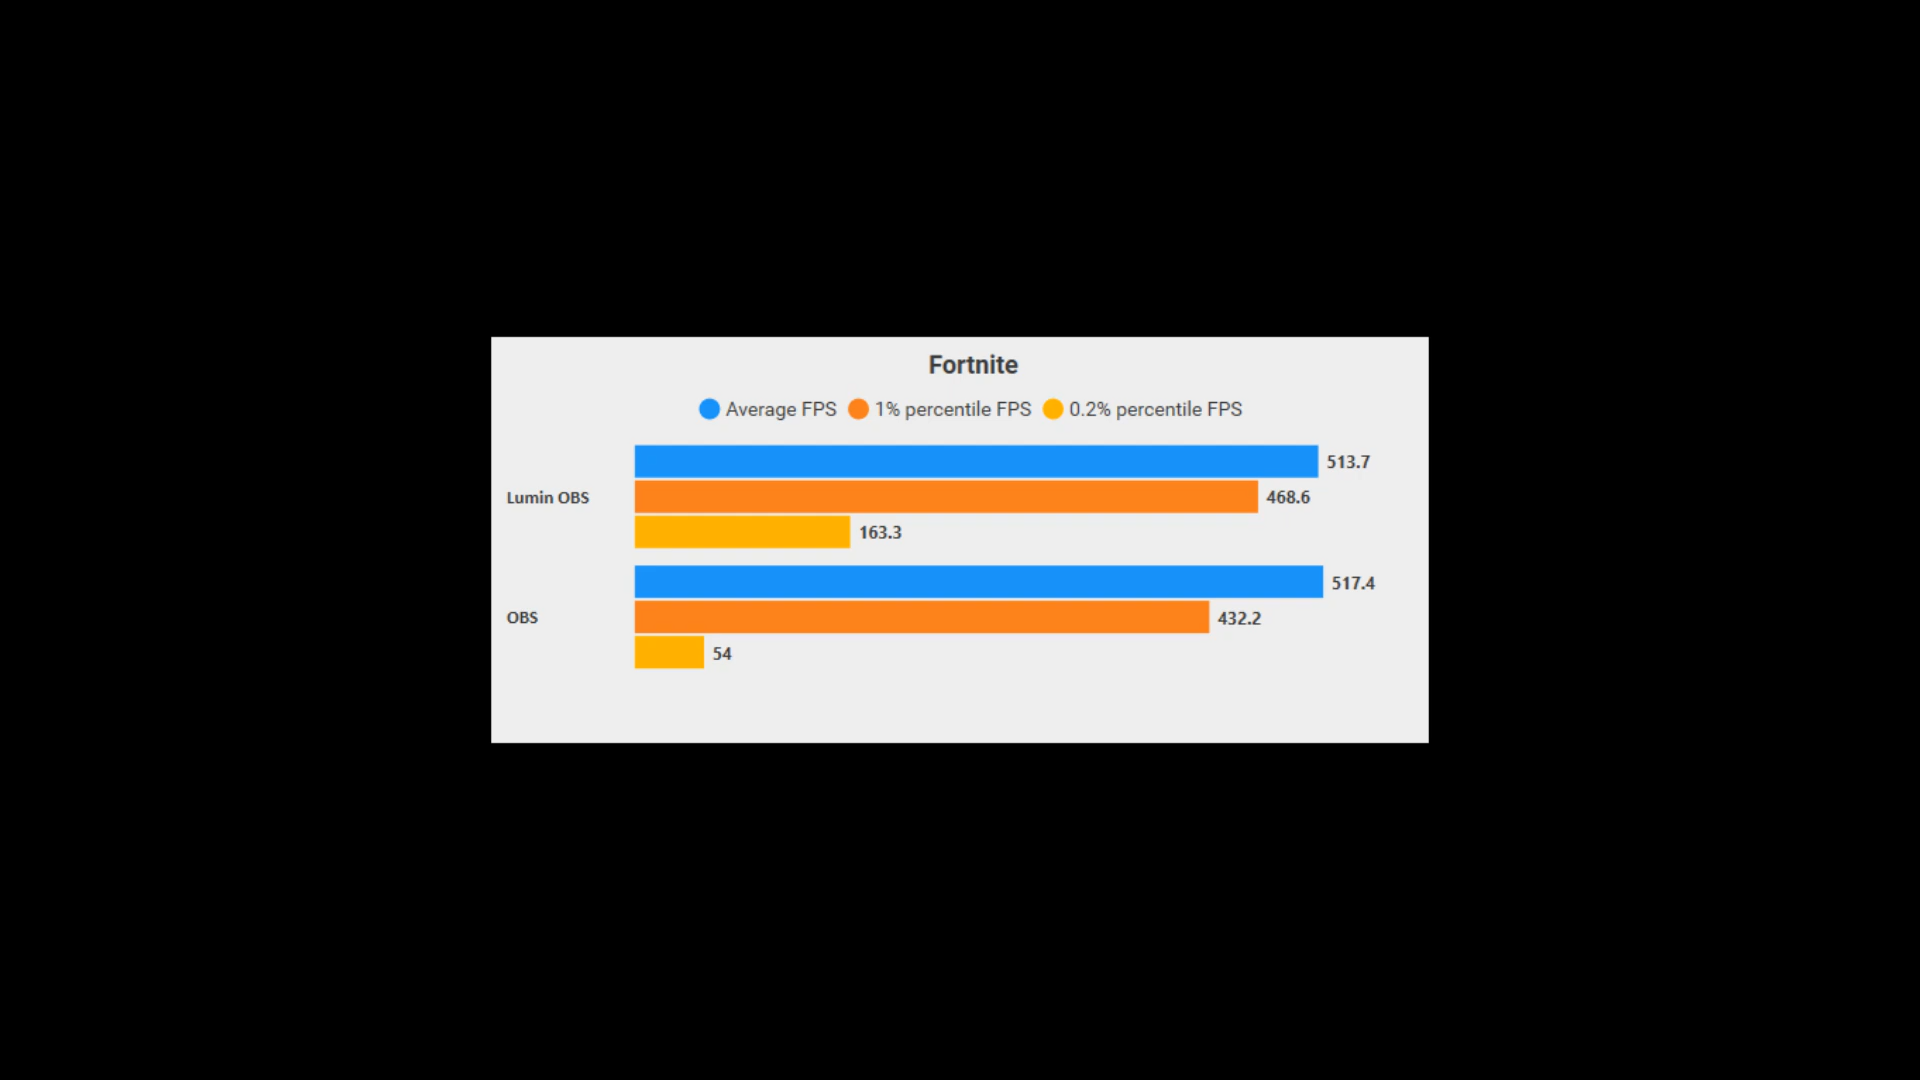 Fortnite
Average FPS 1% percentile FPS 0.2% percentile FPS
513.7
Lumin OBS 468.6
163.3
517.4
OBS 432.2
54